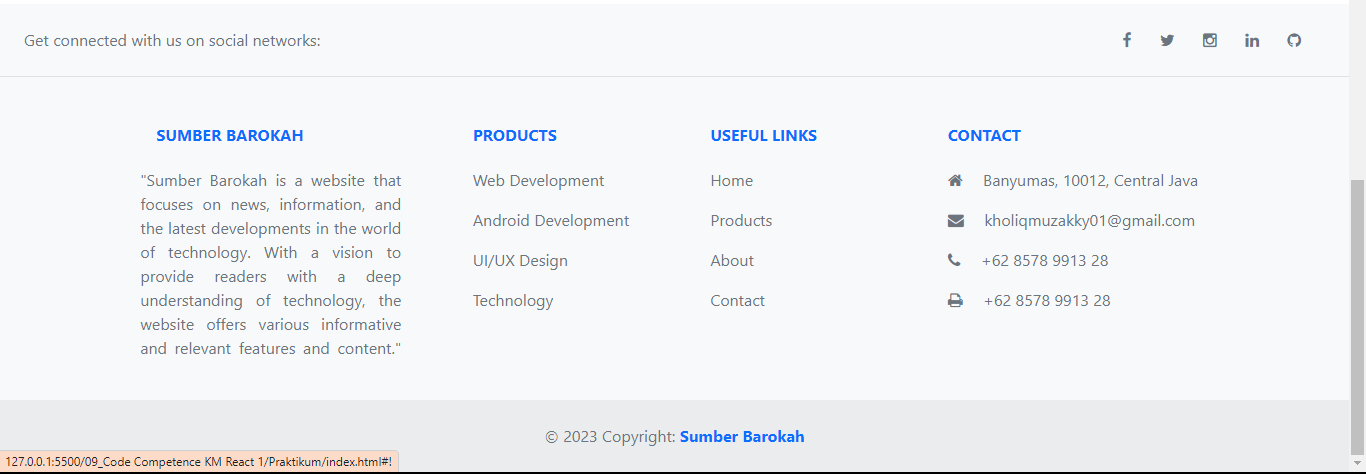 Get connected with us on social networks:
SUMBER BAROKAH
"Sumber Barokah is a website that
focuses on news, information, and
the latest developments in the world
of technology. With a vision to
provide readers with a deep
understanding of technology, the
website offers various informative
and relevant features and content."
PRODUCTS
Web Development
Android Development
UI/UX Design
Technology
USEFUL LINKS
Home
Products
About
Contact
CONTACT
Banyumas, 10012, Central Java
kholiqmuzakky01@gmail.com
+62 8578 9913 28
+62 8578 9913 28
© 2023 Copyright: Sumber Barokah
127.0.0.1:5500/09_Code Competence KM React 1/Praktikum/index.html#!